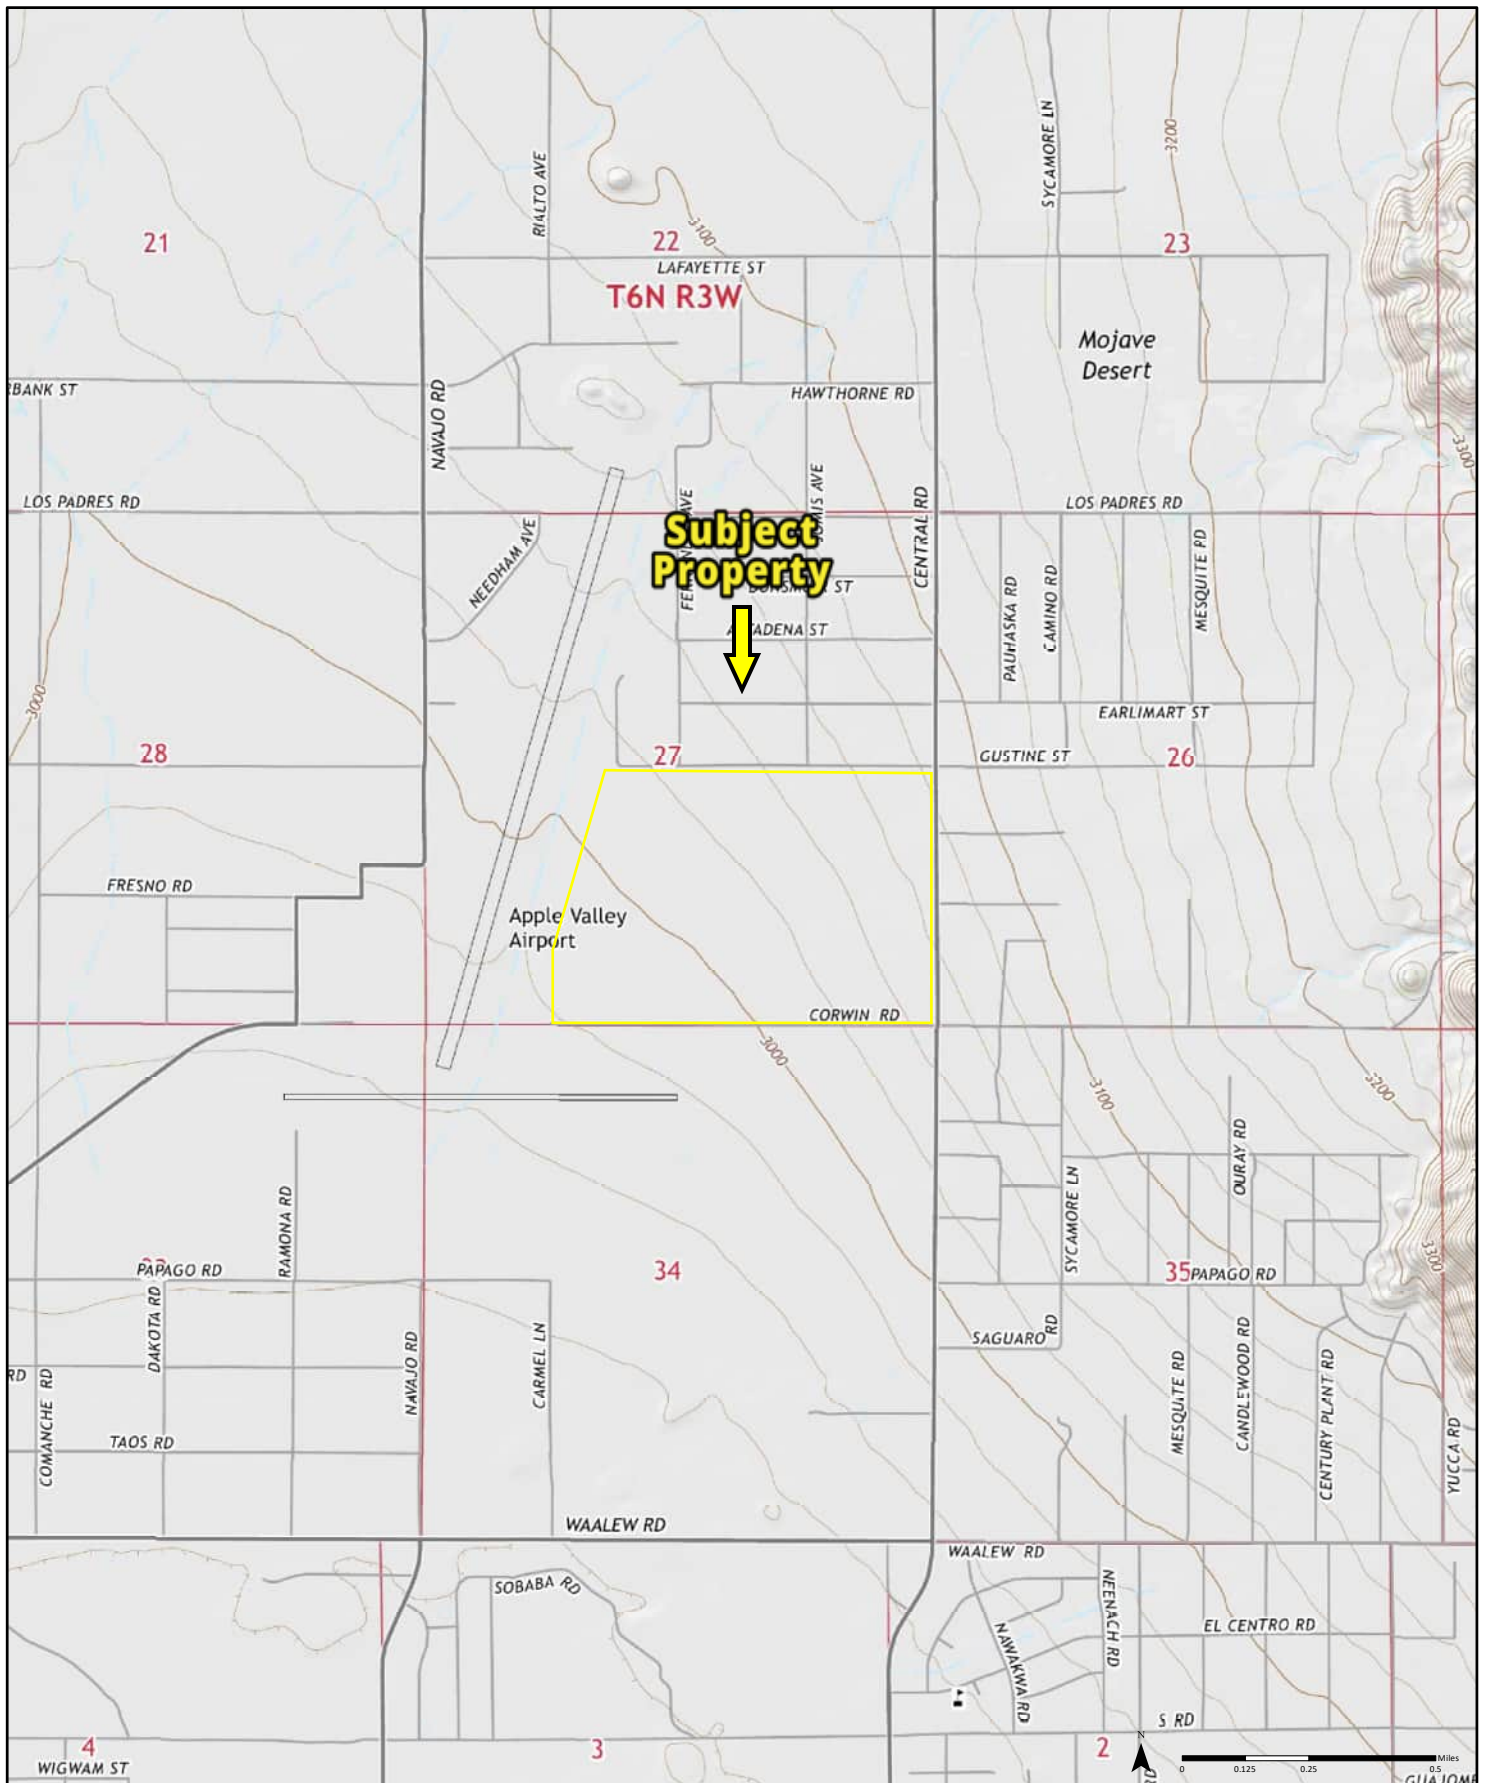 SYCAMORE LN
3200
RIALTO AVE
21
22
3100
23
LAFAYETTE ST
T6N R3W
Mojave
Desert
BANK ST
NAVAJO RD
HAWTHORNE RD
3300
LOS PADRES RD
LOS PADRES RD
CENTRAL RD
NEEDHAM AVE
AVE
Subject
Property
ST
MESQUITE RD
CAMINO RD
PAUHASKA RD
ADENA ST
3000
EARLIMART ST
28
27
GUSTINE ST
26
FRESNO RD
Apple Valley
Airport
CORWIN RD
3000
3100
3200
OURAY RD
SYCAMORE LN
RAMONA RD
3300
PAPAGO RD
34
35
PAPAGO RD
DAKOTA RD
NAVAJO RD
CARMEL LN
SAGUARO RD
RD
COMANCHE RD
MESQUITE RD
CANDLEWOOD RD
CENTURY PLANT RD
YUCCA RD
TAOS RD
WAALEW RD
WAALEW RD
SOBABA RD
NEENACH RD
NAWAKWA RD
EL CENTRO RD
S RD
4
3
2
N
WIGWAM ST
RD
Miles
0 0.125 0.25 0.5